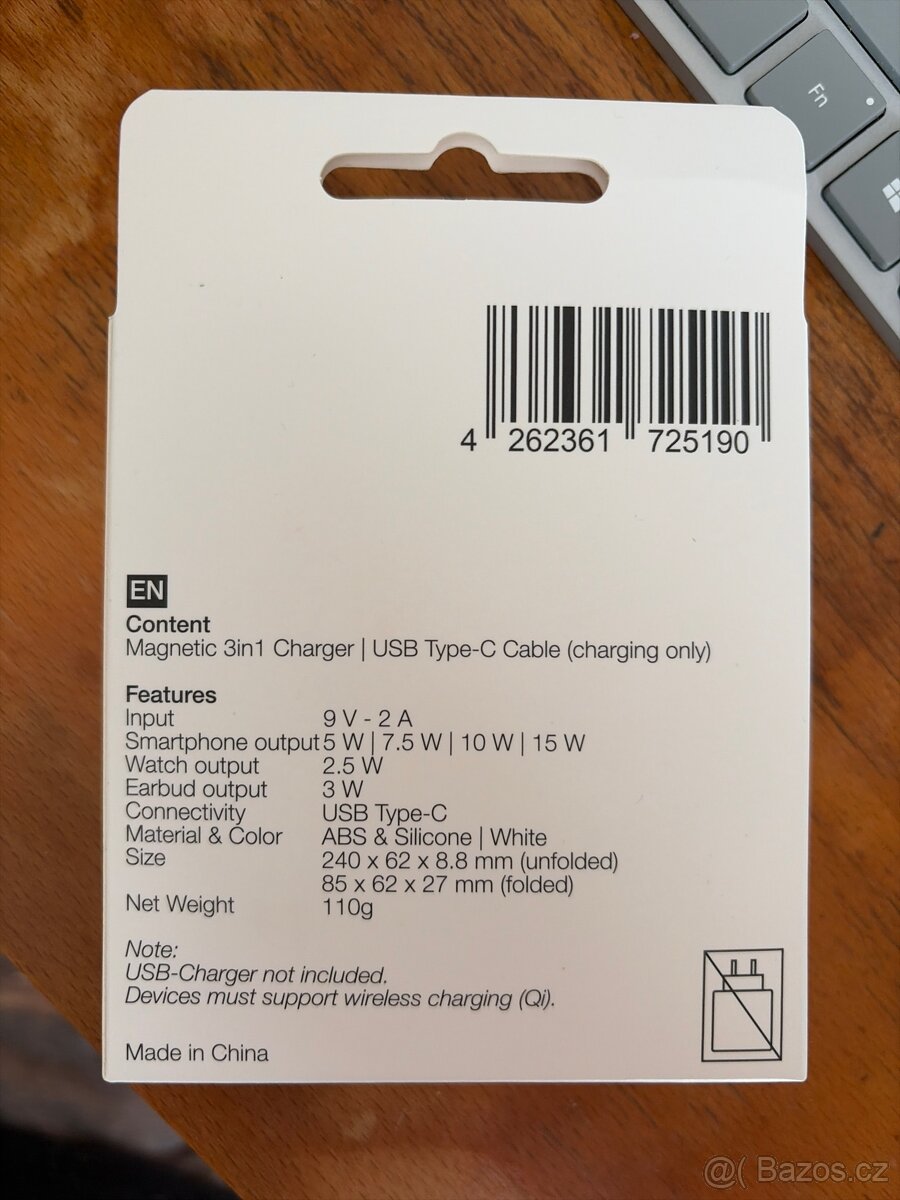 Fn
4 262361 725190
EN
Content
Magnetic 3in1 Charger | USB Type-C Cable (charging only)
Features
Input 9 V - 2 A
Smartphone output 5 W | 7.5 W | 10 W | 15 W
Watch output 2.5 W
Earbud output 3 W
Connectivity USB Type-C
Material & Color ABS & Silicone | White
Size 240 x 62 x 8.8 mm (unfolded)
85 x 62 x 27 mm (folded)
Net Weight 110g
Note:
USB-Charger not included.
Devices must support wireless charging (Qi).
Made in China
@( Bazos.cz